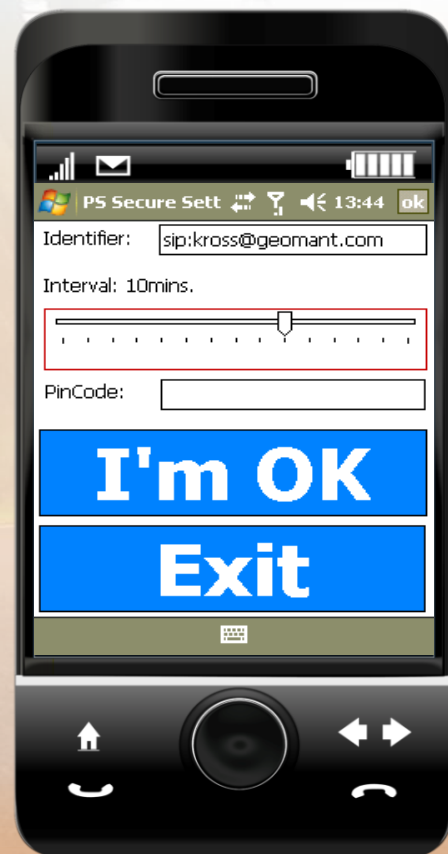 PS Secure Sett 13:44 ok
Identifier: sip:kross@geomant.com
Interval: 10mins.
PinCode:
I'm OK
Exit